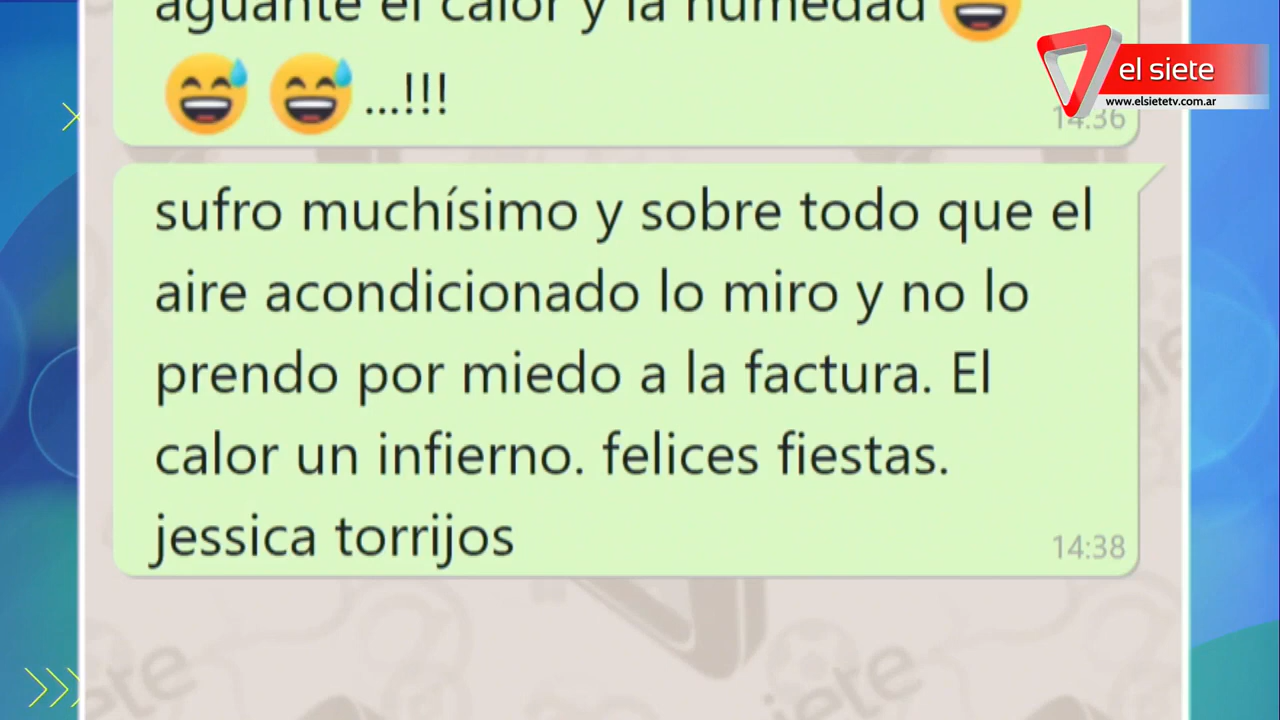 aguante el calor y la humedad😅
😅 😅 ...!!!
14:36
el siete
www.elsietetv.com.ar
sufro muchísimo y sobre todo que el
aire acondicionado lo miro y no lo
prendo por miedo a la factura. El
calor un infierno. felices fiestas.
jessica torrijos
14:38
siete
siete